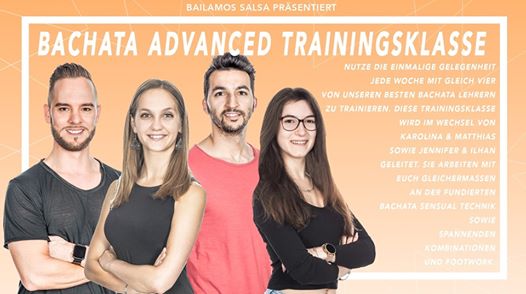 BAILAMOS SALSA PRÄSENTIERT
BACHATA ADVANCED TRAININGSKLASSE
NUTZE DIE EINMALIGE GELEGENHEIT
JEDE WOCHE MIT GLEICH VIER
VON UNSEREN BESTEN BACHATA LEHRERN
ZU TRAINIEREN. DIESE TRAININGSKLASSE
WIRD IM WECHSEL VON
KAROLINA & MATTHIAS
SOWIE JENNIFER & ILHAN
GELEITET. SIE ARBEITEN MIT
EUCH GLEICHERMASSEN
AN DER FUNDIERTEN
BACHATA SENSUAL TECHNIK
SOWIE
SPANNENDEN
KOMBINATIONEN
UND FOOTWORK.